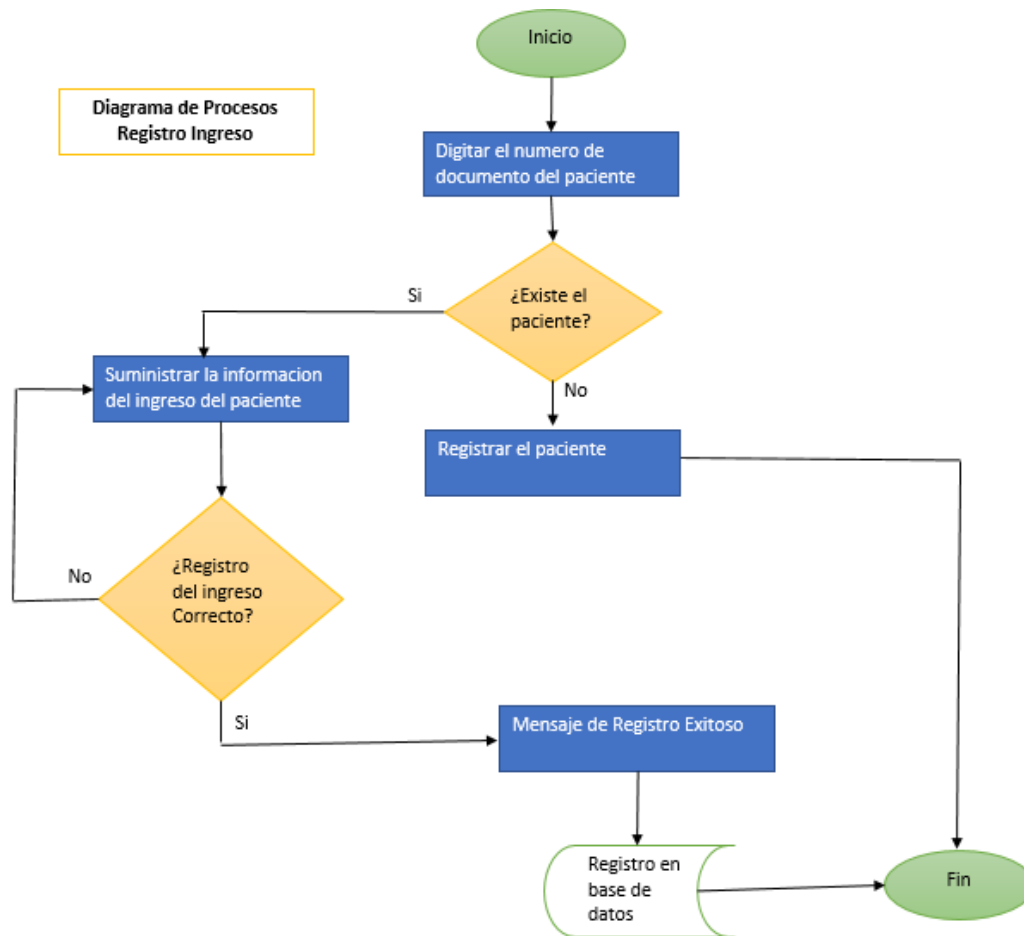 Inicio
Diagrama de Procesos
Registro Ingreso
Digitar el numero de
documento del paciente
¿Existe el
paciente?
Si
No
Suministrar la informacion
del ingreso del paciente
Registrar el paciente
¿Registro
del ingreso
Correcto?
No
Si
Mensaje de Registro Exitoso
Registro en
base de
datos
Fin